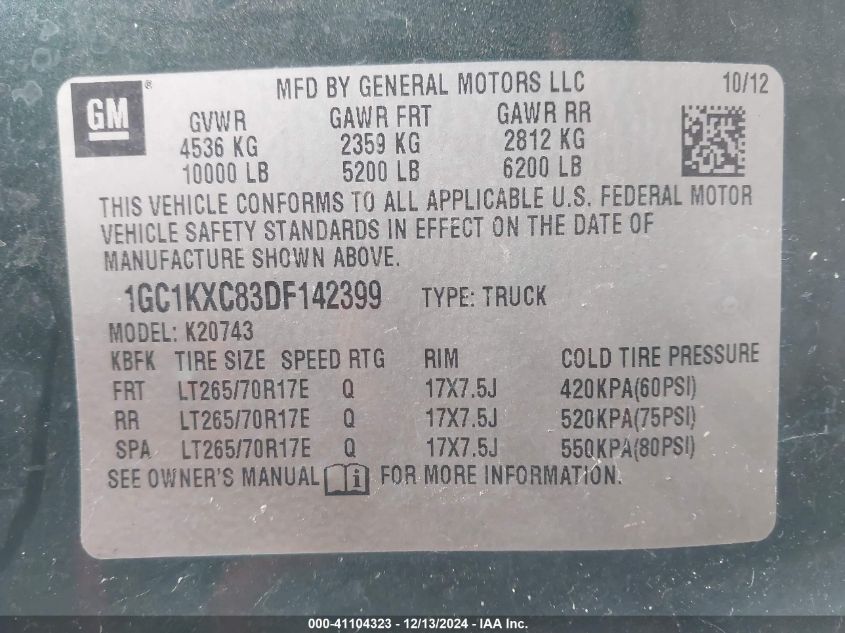 GM ® MFD BY GENERAL MOTORS LLC 10/12
GVWR GAWR FRT GAWR RR
4536 KG 2359 KG 2812 KG
10000 LB 5200 LB 6200 LB
THIS VEHICLE CONFORMS TO ALL APPLICABLE U.S. FEDERAL MOTOR
VEHICLE SAFETY STANDARDS IN EFFECT ON THE DATE OF
MANUFACTURE SHOWN ABOVE.
1GC1KXC83DF142399 TYPE: TRUCK
MODEL: K20743
KBFK TIRE SIZE SPEED RTG RIM COLD TIRE PRESSURE
FRT LT265/70R17E Q 17X7.5J 420KPA(60PSI)
RR LT265/70R17E Q 17X7.5J 520KPA(75PSI)
SPA LT265/70R17E Q 17X7.5J 550KPA(80PSI)
SEE OWNER'S MANUAL i FOR MORE INFORMATION.
000-41104323 - 12/13/2024 - IAA Inc.